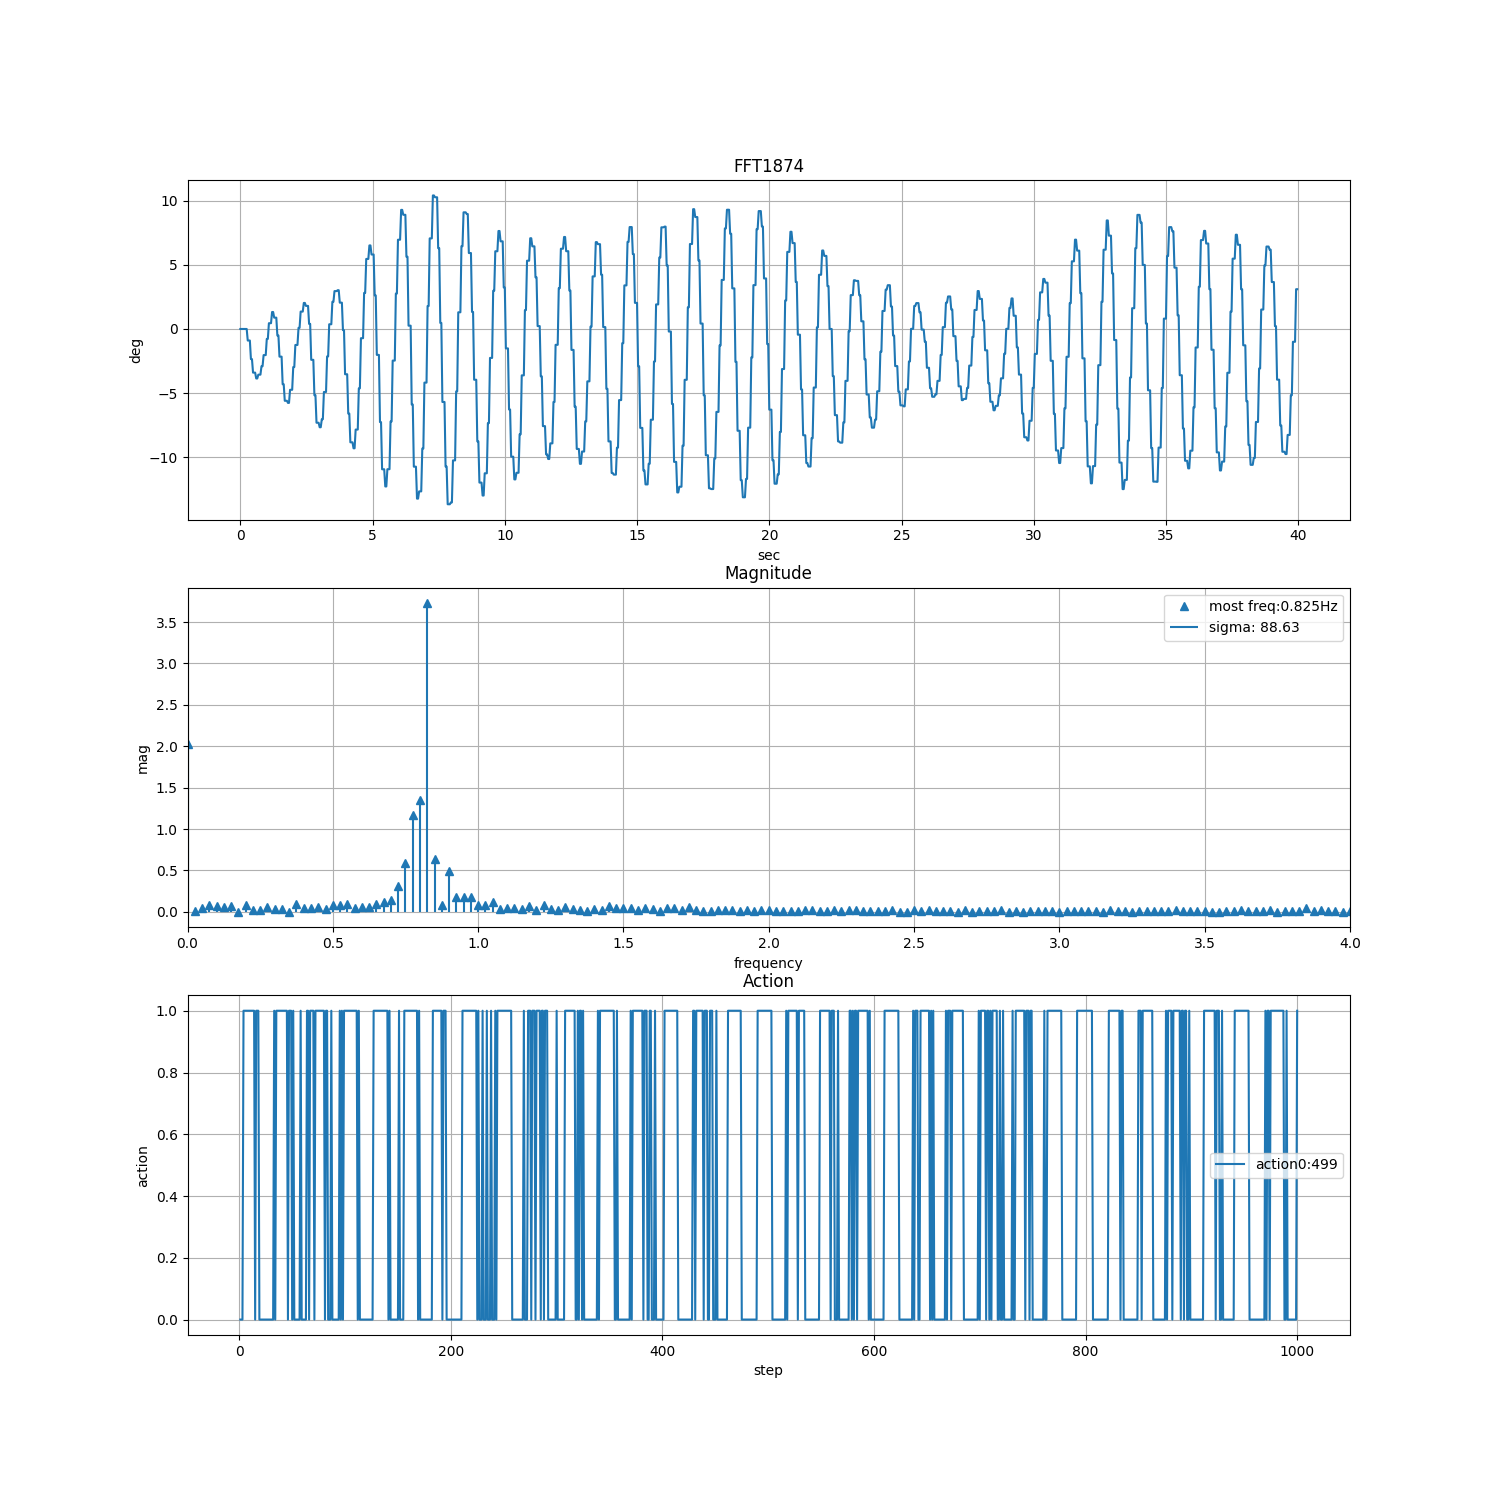 FFT1874
10
5
0
−5
−10
deg
0 5 10 15 20 25 30 35 40
sec
Magnitude
most freq:0.825Hz
sigma: 88.63
3.5
3.0
2.5
2.0
1.5
1.0
0.5
0.0
mag
0.0 0.5 1.0 1.5 2.0 2.5 3.0 3.5 4.0
frequency
Action
1.0
0.8
0.6
0.4
0.2
0.0
action
action0:499
0 200 400 600 800 1000
step